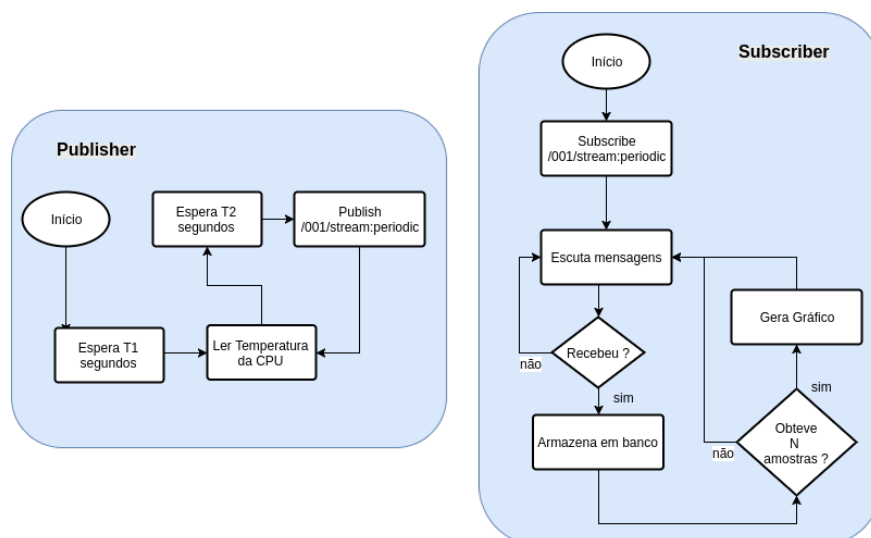 Publisher
Início
Espera T2
segundos
Publish
/001/stream:periodic
Espera T1
segundos
Ler Temperatura
da CPU
Subscriber
Início
Subscribe
/001/stream:periodic
Escuta mensagens
Gera Gráfico
Recebeu ?
não
sim
sim
Armazena em banco
Obteve
N
amostras ?
não